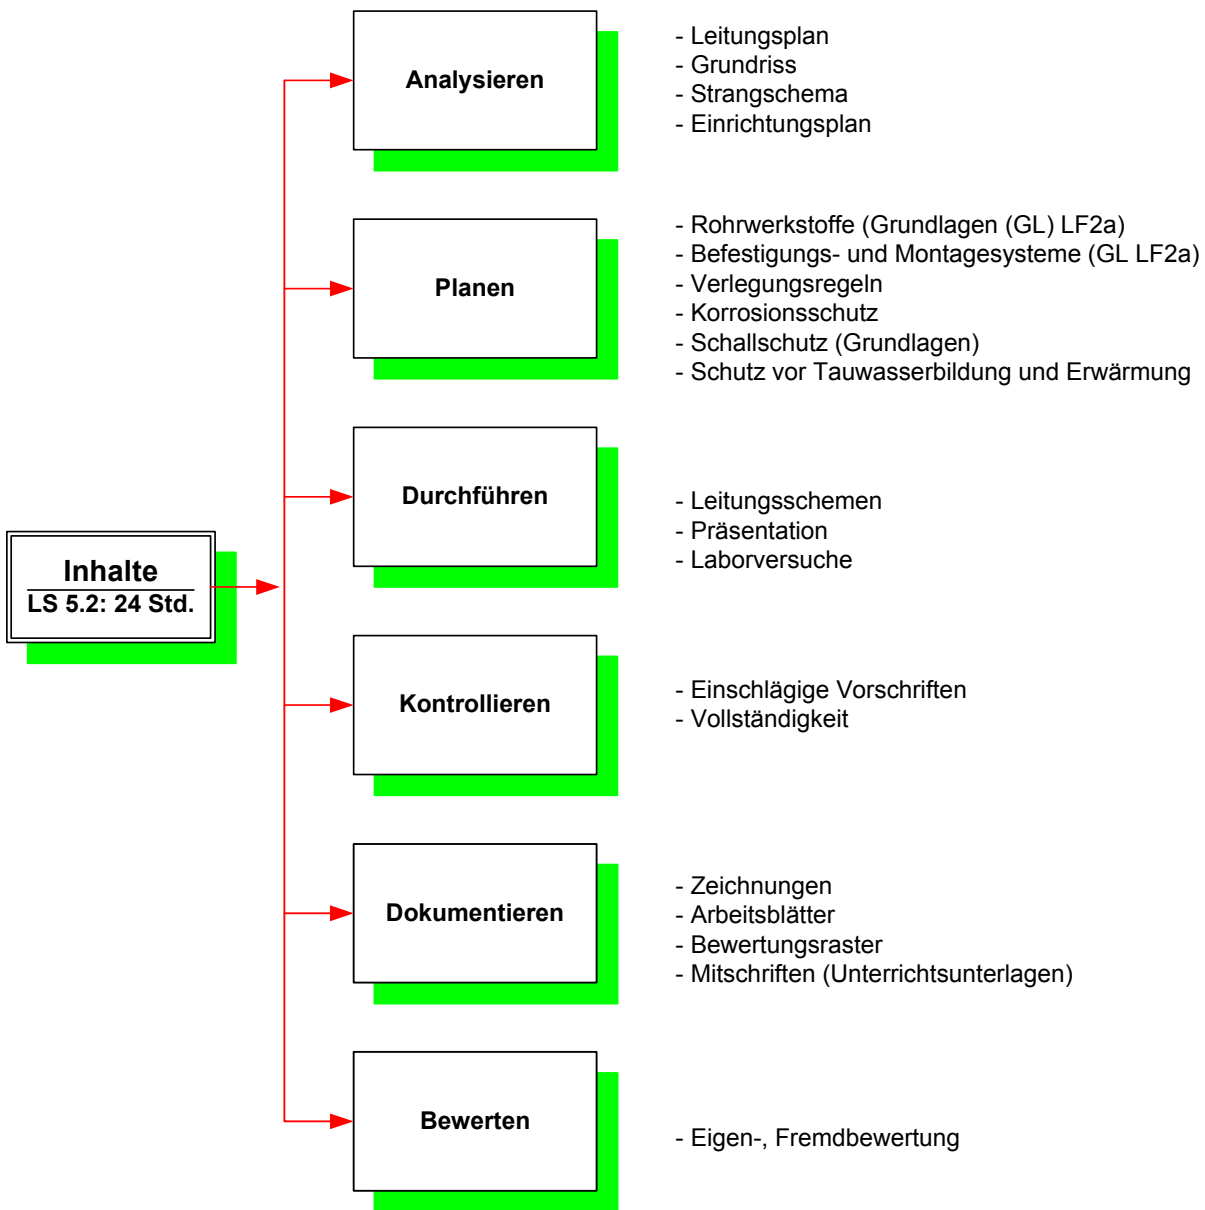 Analysieren
- Leitungsplan
- Grundriss
- Strangschema
- Einrichtungsplan
Planen
- Rohrwerkstoffe (Grundlagen (GL) LF2a)
- Befestigungs- und Montagesysteme (GL LF2a)
- Verlegungsregeln
- Korrosionsschutz
- Schallschutz (Grundlagen)
- Schutz vor Tauwasserbildung und Erwärmung
Durchführen
- Leitungsschemen
- Präsentation
- Laborversuche
Inhalte
LS 5.2: 24 Std.
Kontrollieren
- Einschlägige Vorschriften
- Vollständigkeit
Dokumentieren
- Zeichnungen
- Arbeitsblätter
- Bewertungsraster
- Mitschriften (Unterrichtsunterlagen)
Bewerten
- Eigen-, Fremdbewertung